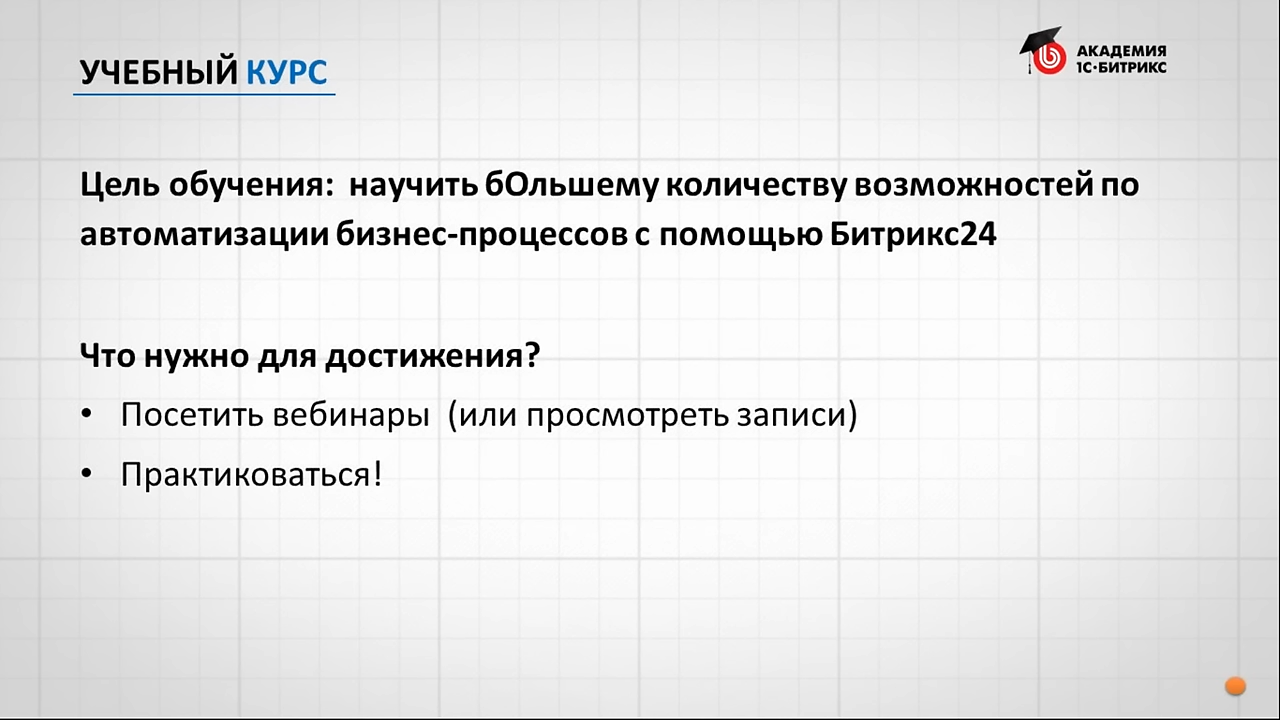 УЧЕБНЫЙ КУРС
АКАДЕМИЯ
1С·БИТРИКС
Цель обучения: научить бОльшему количеству возможностей по
автоматизации бизнес-процессов с помощью Битрикс24
Что нужно для достижения?
• Посетить вебинары (или просмотреть записи)
• Практиковаться!